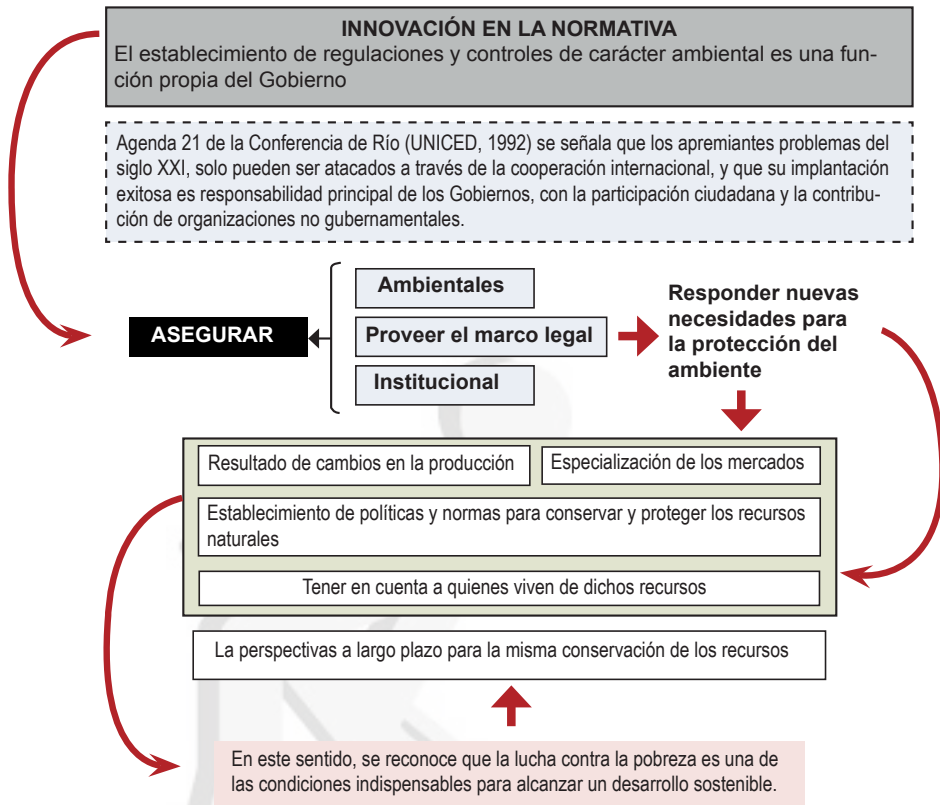 INNOVACIÓN EN LA NORMATIVA
El establecimiento de regulaciones y controles de carácter ambiental es una fun-
ción propia del Gobierno
Agenda 21 de la Conferencia de Río (UNICED, 1992) se señala que los apremiantes problemas del
siglo XXI, solo pueden ser atacados a través de la cooperación internacional, y que su implantación
exitosa es responsabilidad principal de los Gobiernos, con la participación ciudadana y la contribu-
ción de organizaciones no gubernamentales.
ASEGURAR
Ambientales
Proveer el marco legal
Institucional
Responder nuevas
necesidades para
la protección del
ambiente
Resultado de cambios en la producción
Especialización de los mercados
Establecimiento de políticas y normas para conservar y proteger los recursos
naturales
Tener en cuenta a quienes viven de dichos recursos
La perspectivas a largo plazo para la misma conservación de los recursos
En este sentido, se reconoce que la lucha contra la pobreza es una de
las condiciones indispensables para alcanzar un desarrollo sostenible.